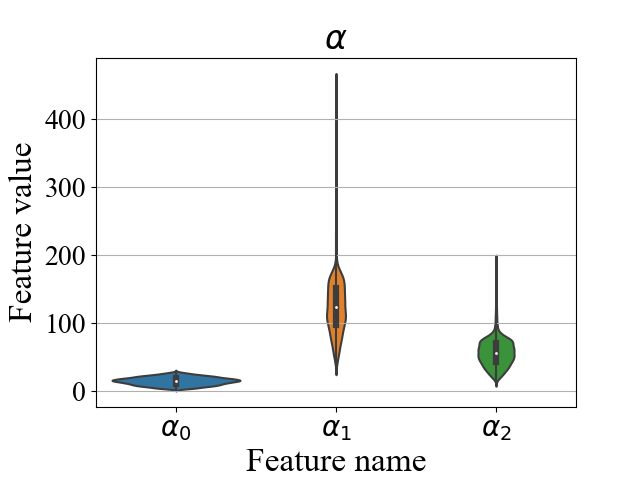 α
400
300
200
100
0
Feature value
α₀ α₁ α₂
Feature name